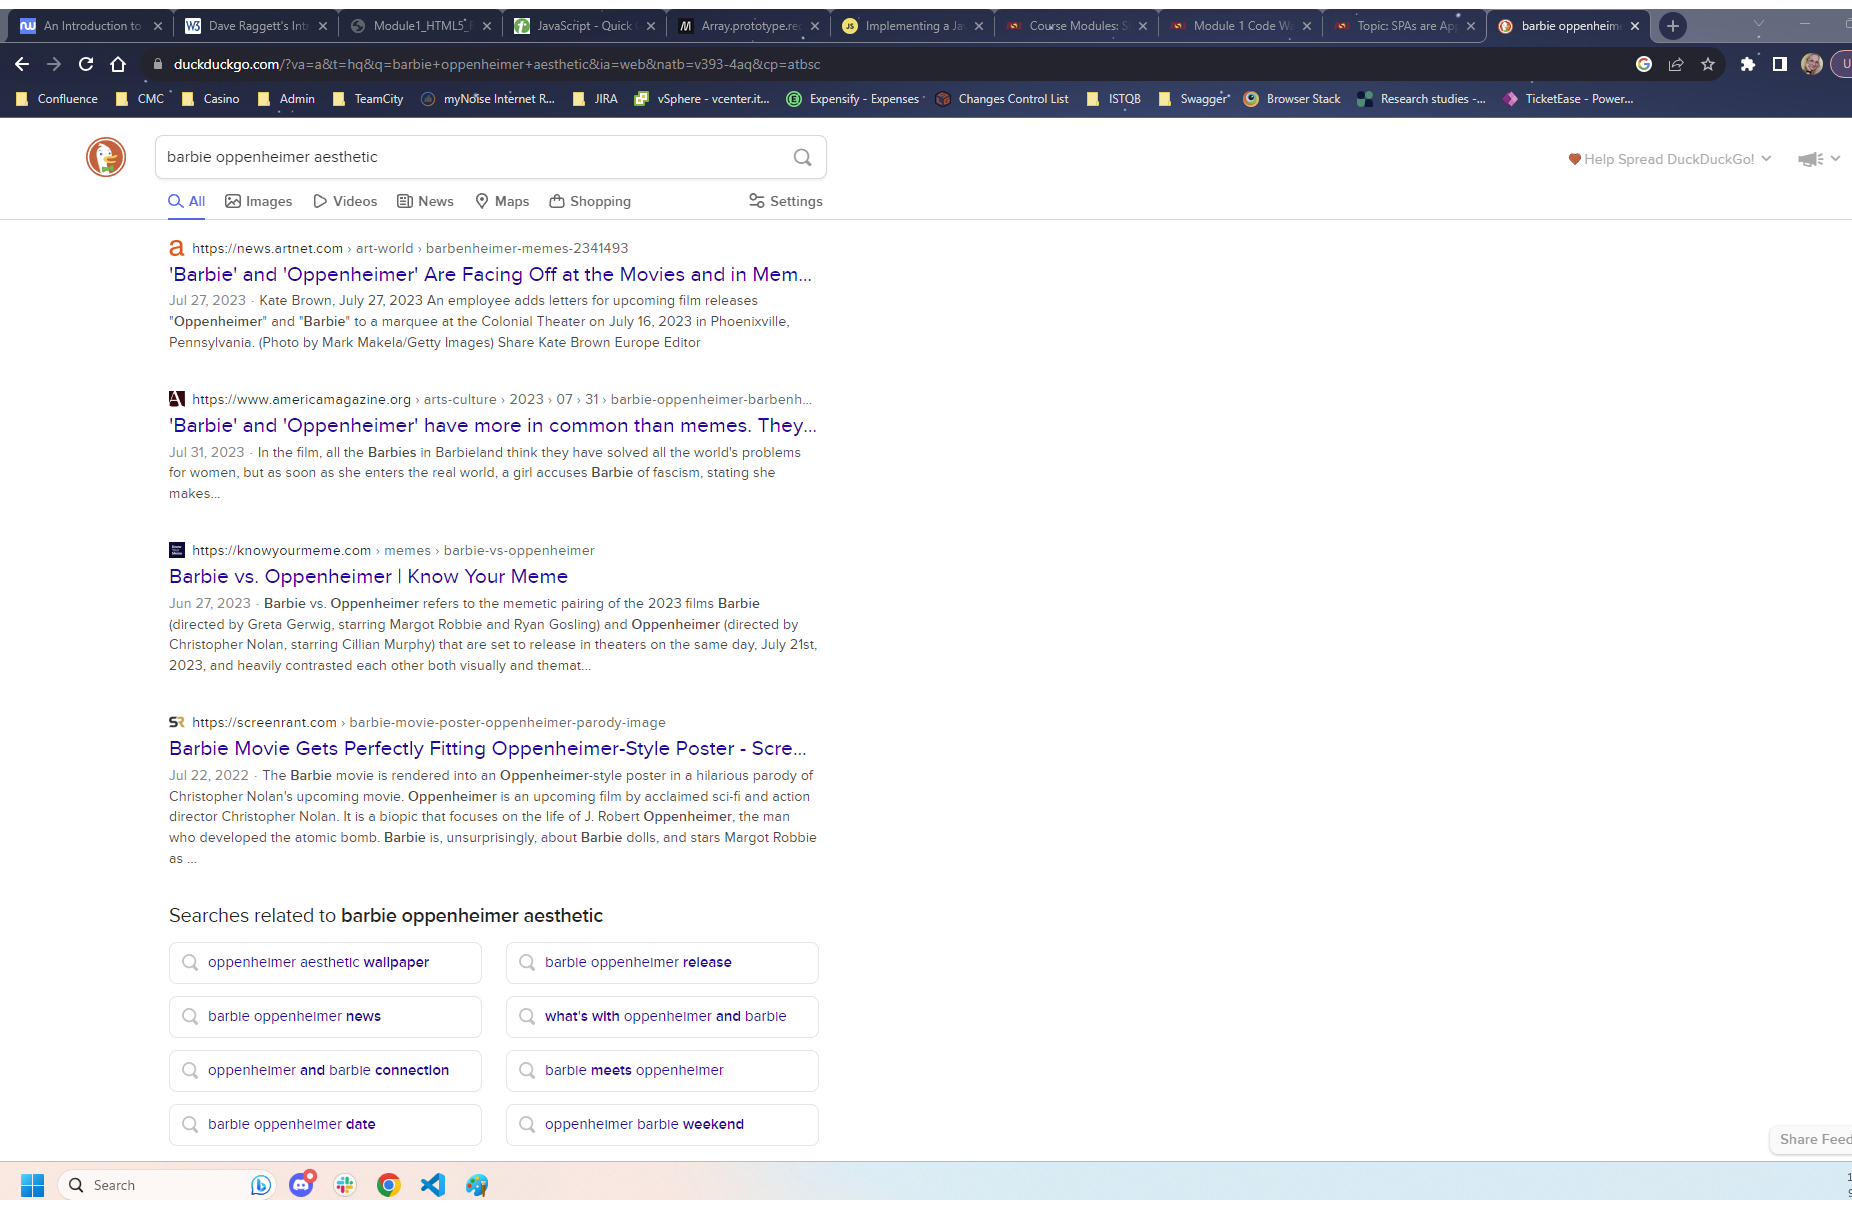 An Introduction to
Dave Raggett's Int
Module1_HTML5_F
JavaScript - Quick
Array.prototype.re
Implementing a Ja
Course Modules: S
Module 1 Code Wa
Topic: SPAs are Ap
barbie oppenheim
duckduckgo.com/?va=a&t=hq&q=barbie+oppenheimer+aesthetic&ia=web&natb=v393-4aq&cp=atbsc
Confluence CMC Casino Admin TeamCity myNoise Internet R... JIRA vSphere - vcenter.it... Expensify - Expenses Changes Control List ISTQB Swagger Browser Stack Research studies -... TicketEase - Power...
barbie oppenheimer aesthetic
Help Spread DuckDuckGo!
All Images Videos News Maps Shopping Settings
https://news.artnet.com › art-world › barbenheimer-memes-2341493
'Barbie' and 'Oppenheimer' Are Facing Off at the Movies and in Mem...
Jul 27, 2023 · Kate Brown, July 27, 2023 An employee adds letters for upcoming film releases
"Oppenheimer" and "Barbie" to a marquee at the Colonial Theater on July 16, 2023 in Phoenixville,
Pennsylvania. (Photo by Mark Makela/Getty Images) Share Kate Brown Europe Editor
https://www.americamagazine.org › arts-culture › 2023 › 07 › 31 › barbie-oppenheimer-barbenh...
'Barbie' and 'Oppenheimer' have more in common than memes. They...
Jul 31, 2023 · In the film, all the Barbies in Barbieland think they have solved all the world's problems
for women, but as soon as she enters the real world, a girl accuses Barbie of fascism, stating she
makes...
https://knowyourmeme.com › memes › barbie-vs-oppenheimer
Barbie vs. Oppenheimer | Know Your Meme
Jun 27, 2023 · Barbie vs. Oppenheimer refers to the memetic pairing of the 2023 films Barbie
(directed by Greta Gerwig, starring Margot Robbie and Ryan Gosling) and Oppenheimer (directed by
Christopher Nolan, starring Cillian Murphy) that are set to release in theaters on the same day, July 21st,
2023, and heavily contrasted each other both visually and themat...
https://screenrant.com › barbie-movie-poster-oppenheimer-parody-image
Barbie Movie Gets Perfectly Fitting Oppenheimer-Style Poster - Scre...
Jul 22, 2022 · The Barbie movie is rendered into an Oppenheimer-style poster in a hilarious parody of
Christopher Nolan's upcoming movie. Oppenheimer is an upcoming film by acclaimed sci-fi and action
director Christopher Nolan. It is a biopic that focuses on the life of J. Robert Oppenheimer, the man
who developed the atomic bomb. Barbie is, unsurprisingly, about Barbie dolls, and stars Margot Robbie
as ...
Searches related to barbie oppenheimer aesthetic
oppenheimer aesthetic wallpaper
barbie oppenheimer release
barbie oppenheimer news
what's with oppenheimer and barbie
oppenheimer and barbie connection
barbie meets oppenheimer
barbie oppenheimer date
oppenheimer barbie weekend
Share Feed
Search